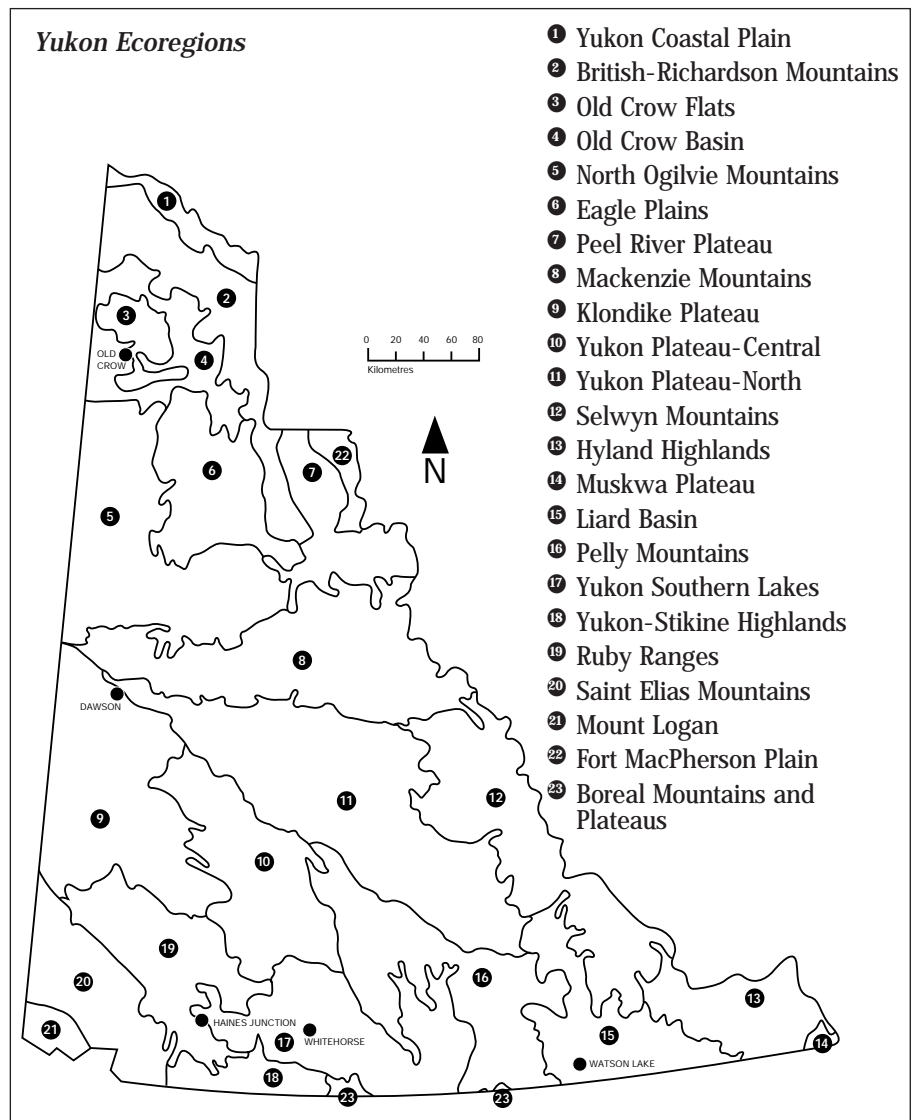 Yukon Ecoregions
1 Yukon Coastal Plain
2 British-Richardson Mountains
3 Old Crow Flats
4 Old Crow Basin
5 North Ogilvie Mountains
6 Eagle Plains
7 Peel River Plateau
8 Mackenzie Mountains
9 Klondike Plateau
10 Yukon Plateau-Central
11 Yukon Plateau-North
12 Selwyn Mountains
13 Hyland Highlands
14 Muskwa Plateau
15 Liard Basin
16 Pelly Mountains
17 Yukon Southern Lakes
18 Yukon-Stikine Highlands
19 Ruby Ranges
20 Saint Elias Mountains
21 Mount Logan
22 Fort MacPherson Plain
23 Boreal Mountains and
Plateaus
1
2
3
OLD
CROW
4
0 20 40 60 80
Kilometres
N
22
7
6
5
8
DAWSON
12
11
9
10
19
16
20
13
21
HAINES JUNCTION
WHITEHORSE
17
15
14
WATSON LAKE
18
23
23